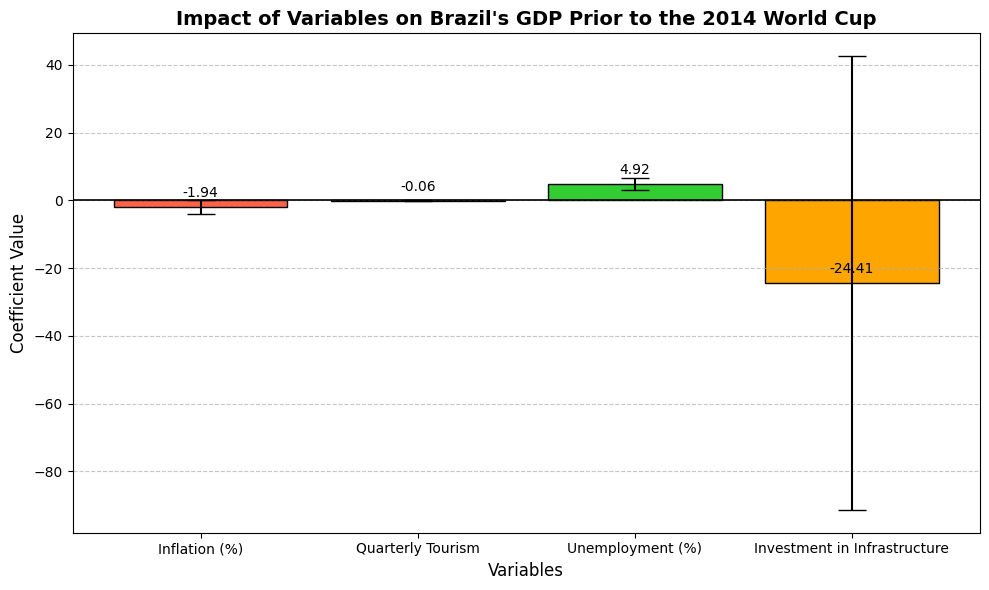 Impact of Variables on Brazil's GDP Prior to the 2014 World Cup
Coefficient Value
40
20
0
−20
−40
−60
−80
-1.94
-0.06
4.92
-24.41
Inflation (%)
Quarterly Tourism
Unemployment (%)
Investment in Infrastructure
Variables